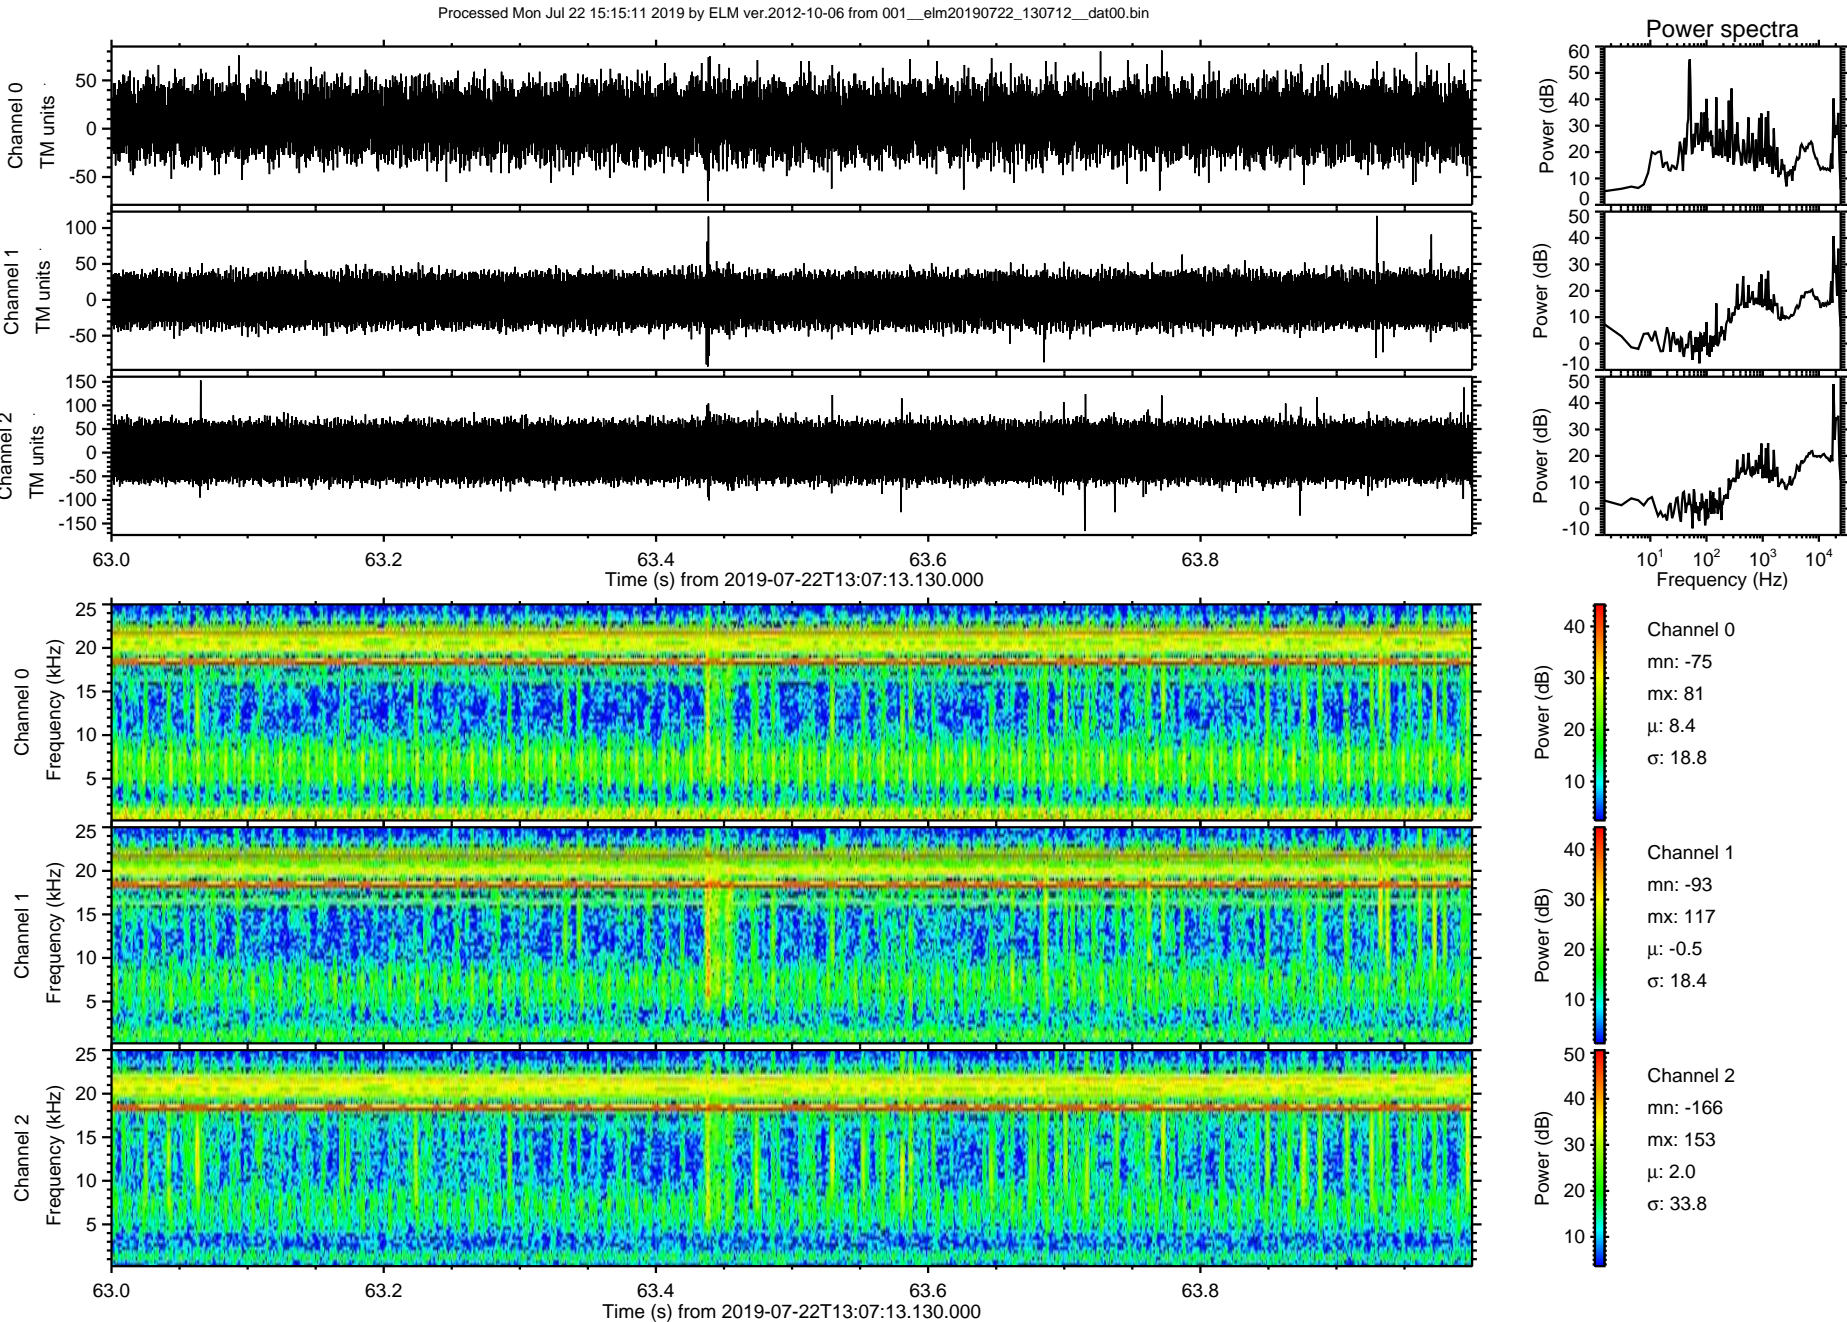 Processed Mon Jul 22 15:15:11 2019 by ELM ver.2012-10-06 from 001__elm20190722_130712__dat00.bin
Power spectra
Channel 0
TM units
50
0
-50
Power (dB)
60
50
40
30
20
10
0
Channel 1
TM units
100
50
0
-50
Power (dB)
50
40
30
20
10
0
-10
Channel 2
TM units
150
100
50
0
-50
-100
-150
Power (dB)
50
40
30
20
10
0
-10
63.0 63.2 63.4 63.6 63.8
Time (s) from 2019-07-22T13:07:13.130.000
10¹ 10² 10³ 10⁴
Frequency (Hz)
Channel 0
Frequency (kHz)
25
20
15
10
5
Power (dB)
40
30
20
10
Channel 0
mn: -75
mx: 81
μ: 8.4
σ: 18.8
Channel 1
Frequency (kHz)
25
20
15
10
5
Power (dB)
40
30
20
10
Channel 1
mn: -93
mx: 117
μ: -0.5
σ: 18.4
Channel 2
Frequency (kHz)
25
20
15
10
5
Power (dB)
50
40
30
20
10
Channel 2
mn: -166
mx: 153
μ: 2.0
σ: 33.8
63.0 63.2 63.4 63.6 63.8
Time (s) from 2019-07-22T13:07:13.130.000